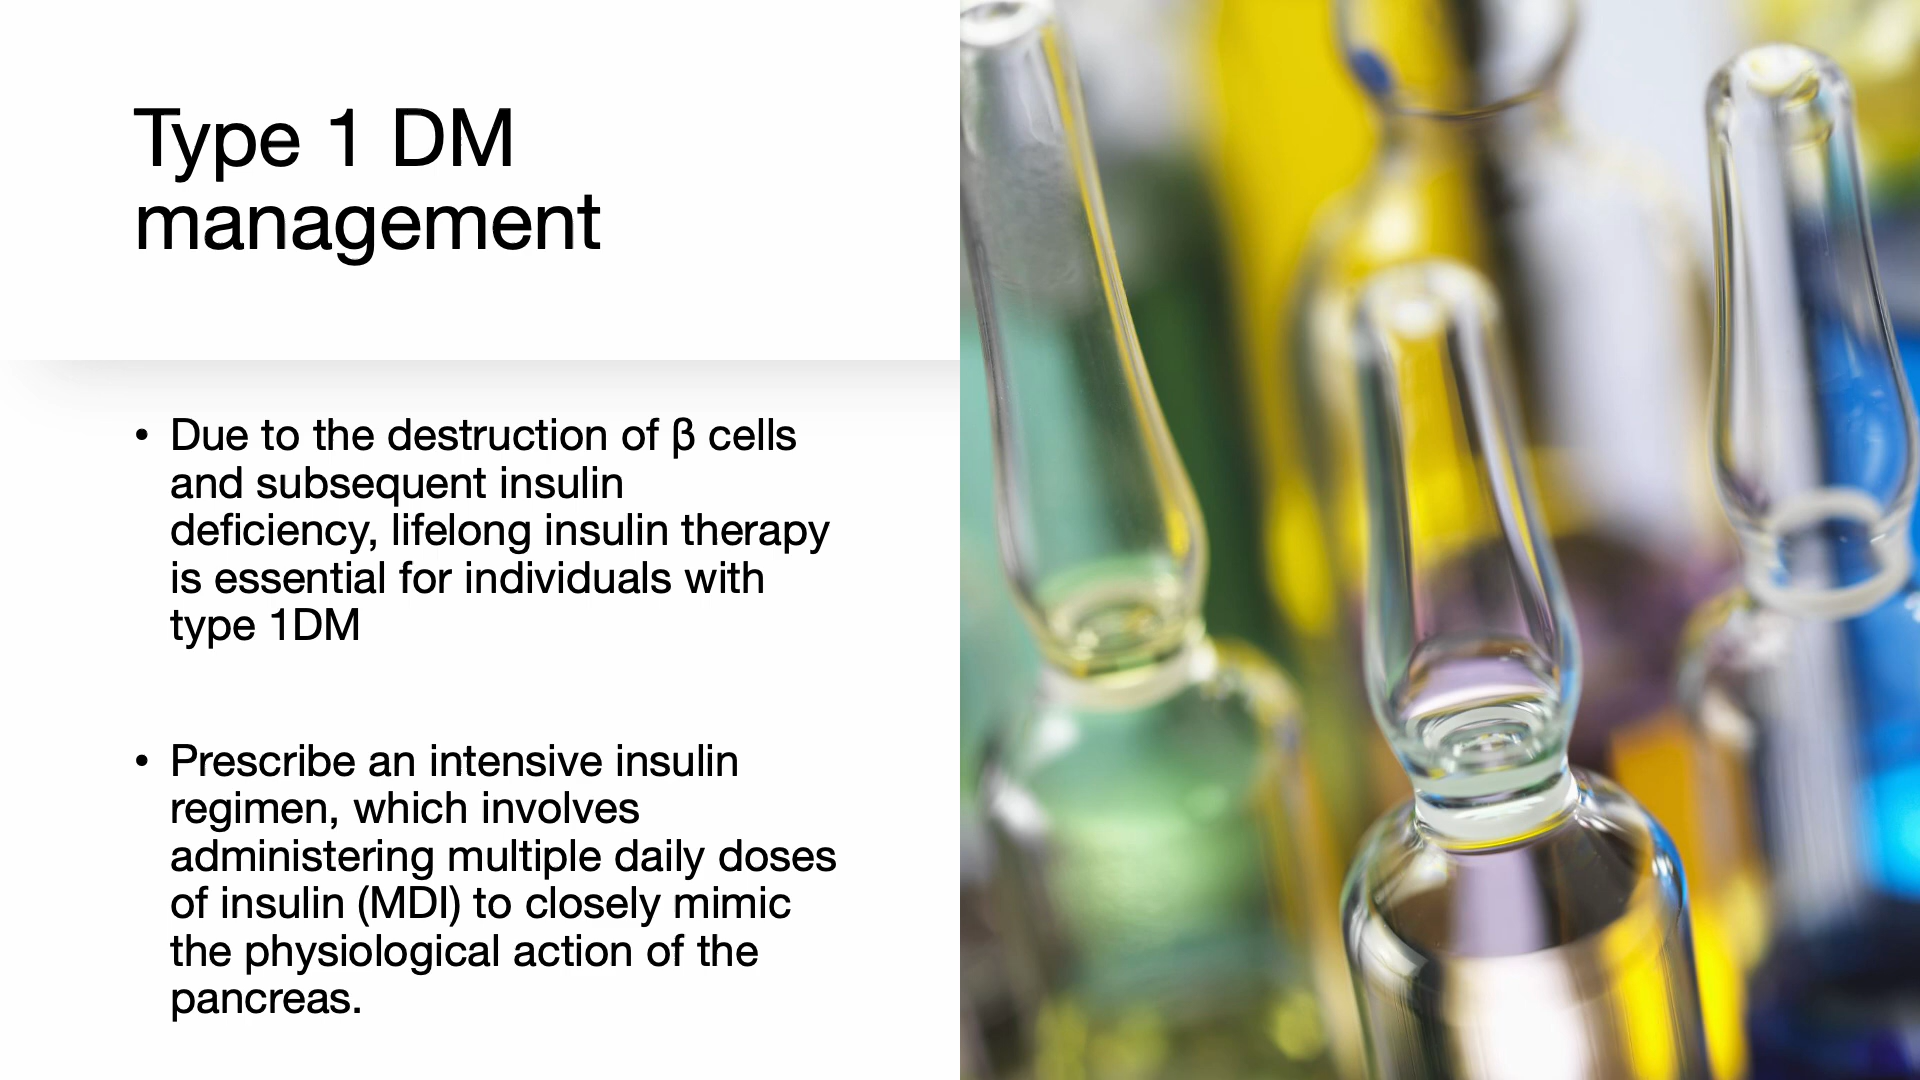 Type 1 DM
management
• Due to the destruction of β cells
and subsequent insulin
deficiency, lifelong insulin therapy
is essential for individuals with
type 1DM
• Prescribe an intensive insulin
regimen, which involves
administering multiple daily doses
of insulin (MDI) to closely mimic
the physiological action of the
pancreas.